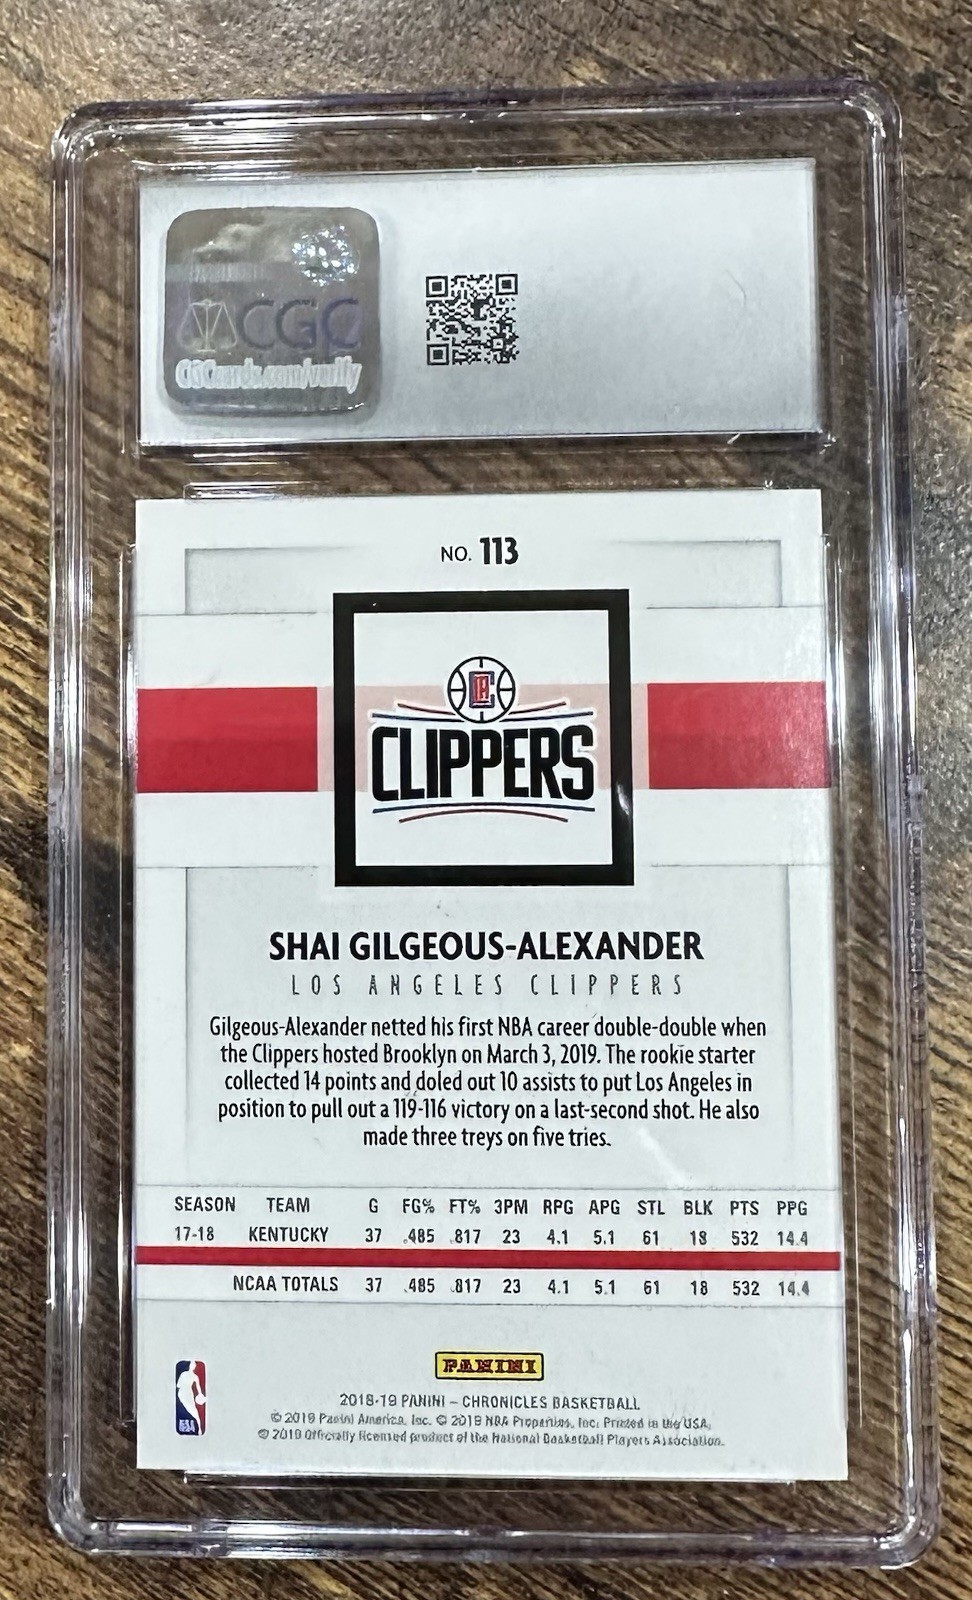 CGC
CGCcards.com/verify
NO. 113
CLIPPERS
SHAI GILGEOUS-ALEXANDER
LOS ANGELES CLIPPERS
Gilgeous-Alexander netted his first NBA career double-double when
the Clippers hosted Brooklyn on March 3, 2019. The rookie starter
collected 14 points and doled out 10 assists to put Los Angeles in
position to pull out a 119-116 victory on a last-second shot. He also
made three treys on five tries.
SEASON TEAM G FG% FT% 3PM RPG APG STL BLK PTS PPG
17-18 KENTUCKY 37 .485 .817 23 4.1 5.1 61 18 532 14.4
NCAA TOTALS 37 .485 .817 23 4.1 5.1 61 18 532 14.4
PANINI
NBA
2018-19 PANINI – CHRONICLES BASKETBALL
© 2019 Panini America, Inc. © 2019 NBA Properties, Inc. Printed in the USA.
© 2019 Officially licensed product of the National Basketball Players Association.